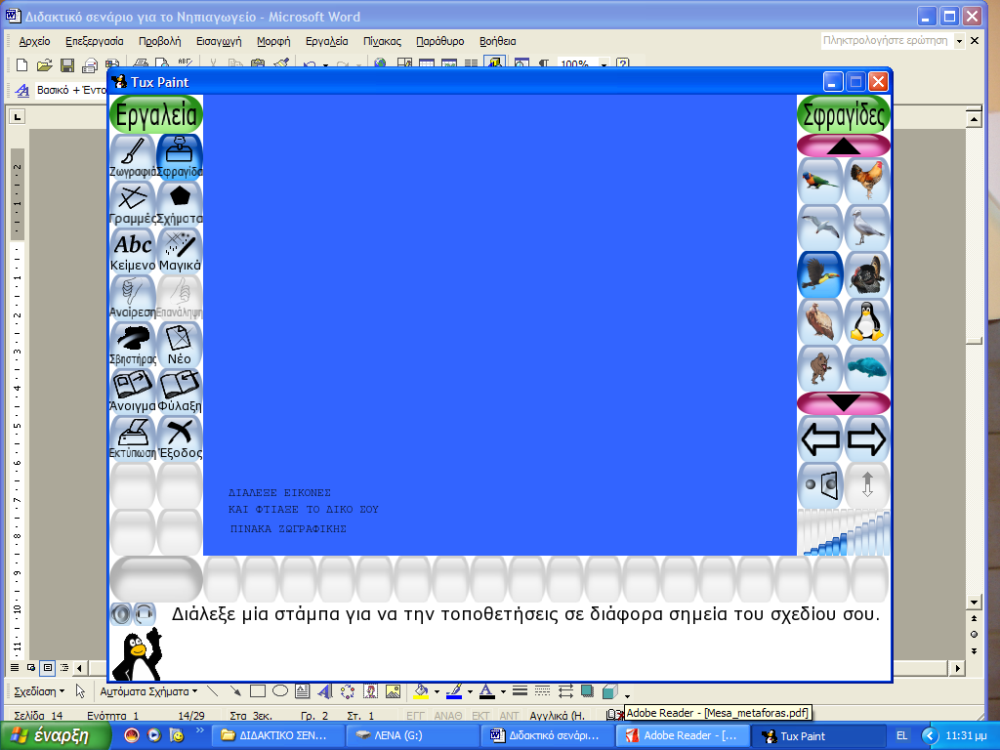 Διδακτικό σενάριο για το Νηπιαγωγείο - Microsoft Word
Αρχείο Επεξεργασία Προβολή Εισαγωγή Μορφή Εργαλεία Πίνακας Παράθυρο Βοήθεια Πληκτρολογήστε ερώτηση
100%
Βασικό + Έντο
Tux Paint
Εργαλεία Σφραγίδες
Ζωγραφιά Σφραγίδα
Γραμμές Σχήματα
Abc
Κείμενο Μαγικά
Αναίρεση Επανάληψη
Σβηστήρας Νέο
Άνοιγμα Φύλαξη
Εκτύπωση Έξοδος
ΔΙΑΛΕΞΕ ΕΙΚΟΝΕΣ
ΚΑΙ ΦΤΙΑΞΕ ΤΟ ΔΙΚΟ ΣΟΥ
ΠΙΝΑΚΑ ΖΩΓΡΑΦΙΚΗΣ
Διάλεξε μία στάμπα για να την τοποθετήσεις σε διάφορα σημεία του σχεδίου σου.
Σχεδίαση Αυτόματα Σχήματα
Σελίδα 14 Ενότητα 1 14/29 Στα 3εκ. Γρ. 2 Στ. 1 ΕΓΓ ΑΝΑΘ ΕΚΤ ΑΝΤ Αγγλικά (Η.
Adobe Reader - [Mesa_metaforas.pdf]
έναρξη ΔΙΔΑΚΤΙΚΟ ΣΕΝ... ΛΕΝΑ (G:) Διδακτικό σενάρι... Adobe Reader - [... Tux Paint EL 11:31 μμ